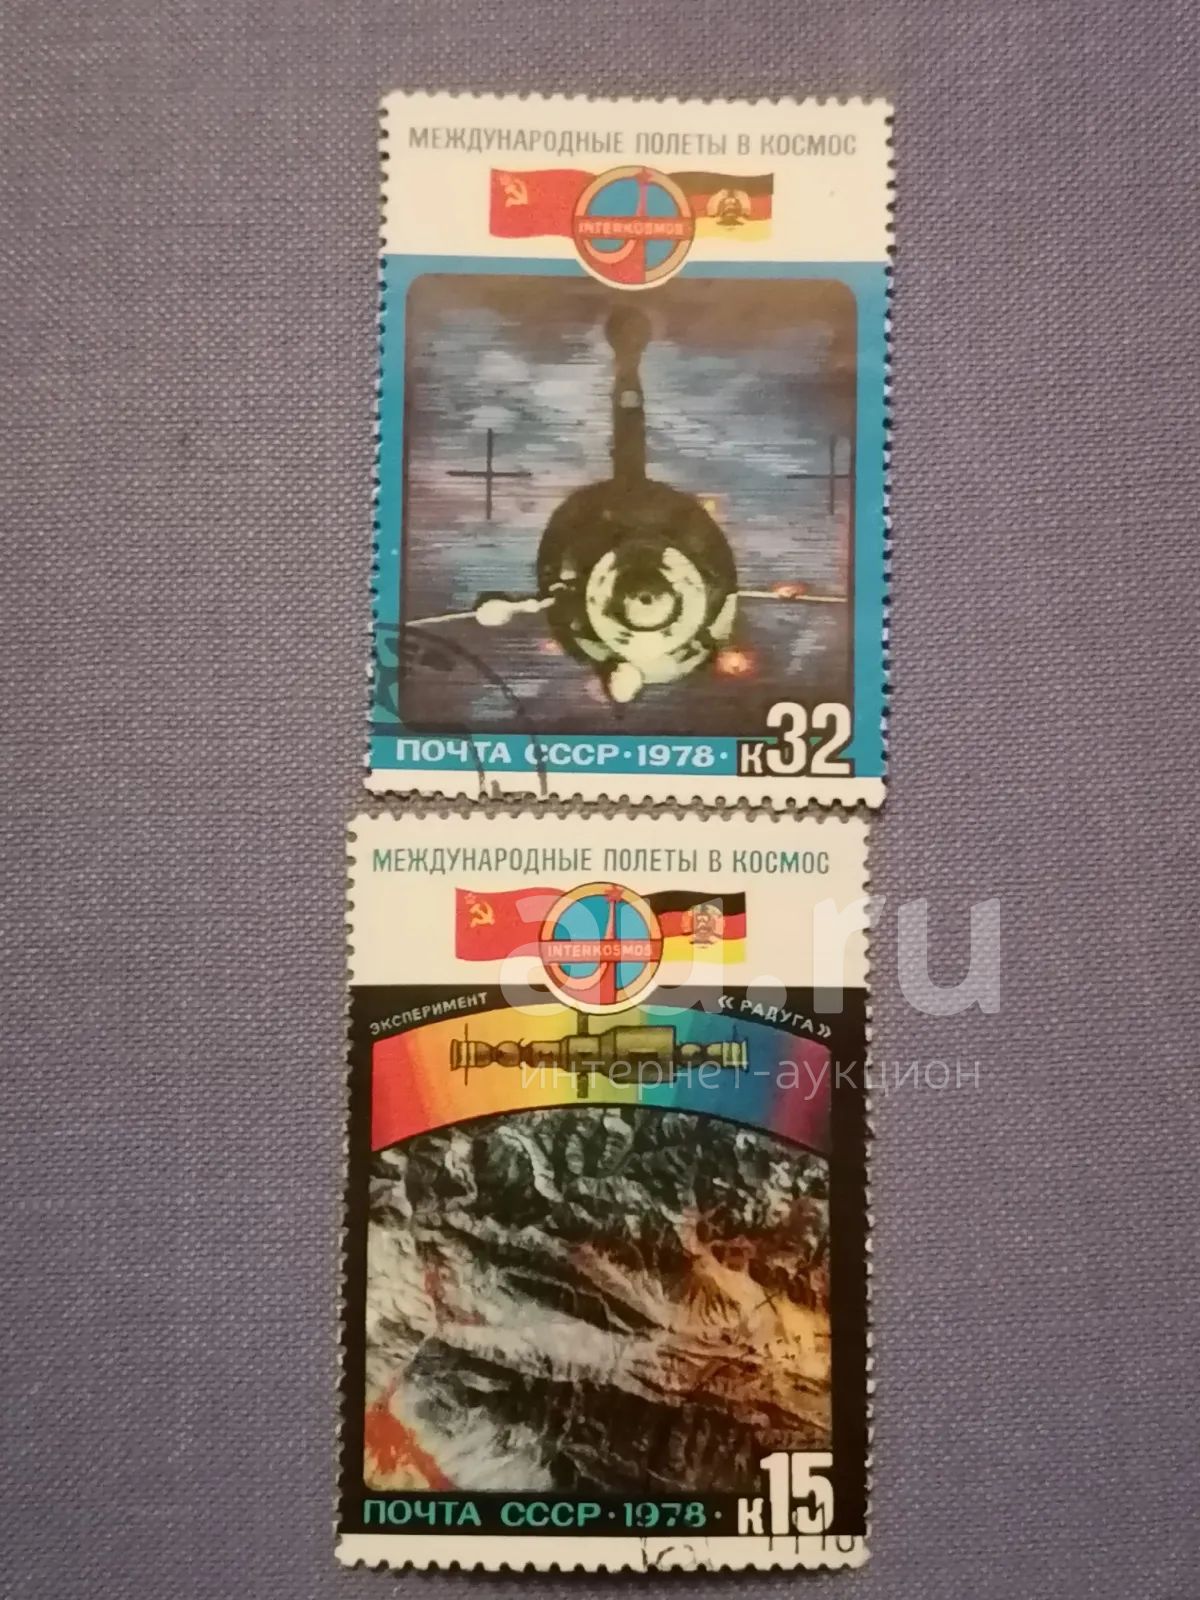 МЕЖДУНАРОДНЫЕ ПОЛЕТЫ В КОСМОС
INTERKOSMOS
ПОЧТА СССР·1978· К32
МЕЖДУНАРОДНЫЕ ПОЛЕТЫ В КОСМОС
INTERKOSMOS
ЭКСПЕРИМЕНТ «РАДУГА»
au.ru
интернет-аукцион
ПОЧТА СССР·1978· К15